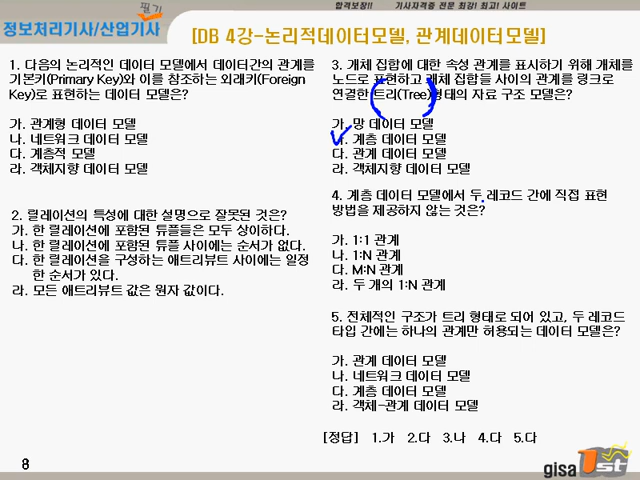 합격보장!! 기사자격증 전문 최강! 최고! 사이트
정보처리기사/산업기사 필기
[DB 4강-논리적데이터모델, 관계데이터모델]
1. 다음의 논리적인 데이터 모델에서 데이터간의 관계를
기본키(Primary Key)와 이를 참조하는 외래키(Foreign
Key)로 표현하는 데이터 모델은?
가. 관계형 데이터 모델
나. 네트워크 데이터 모델
다. 계층적 모델
라. 객체지향 데이터 모델
2. 릴레이션의 특성에 대한 설명으로 잘못된 것은?
가. 한 릴레이션에 포함된 튜플들은 모두 상이하다.
나. 한 릴레이션에 포함된 튜플 사이에는 순서가 없다.
다. 한 릴레이션을 구성하는 애트리뷰트 사이에는 일정
한 순서가 있다.
라. 모든 애트리뷰트 값은 원자 값이다.
3. 개체 집합에 대한 속성 관계를 표시하기 위해 개체를
노드로 표현하고 개체 집합들 사이의 관계를 링크로
연결한 트리(Tree)형태의 자료 구조 모델은?
가. 망 데이터 모델
나. 계층 데이터 모델
다. 관계 데이터 모델
라. 객체지향 데이터 모델
4. 계층 데이터 모델에서 두 레코드 간에 직접 표현
방법을 제공하지 않는 것은?
가. 1:1 관계
나. 1:N 관계
다. M:N 관계
라. 두 개의 1:N 관계
5. 전체적인 구조가 트리 형태로 되어 있고, 두 레코드
타입 간에는 하나의 관계만 허용되는 데이터 모델은?
가. 관계 데이터 모델
나. 네트워크 데이터 모델
다. 계층 데이터 모델
라. 객체-관계 데이터 모델
[정답] 1.가 2.다 3.나 4.다 5.다
8
gisa 1st